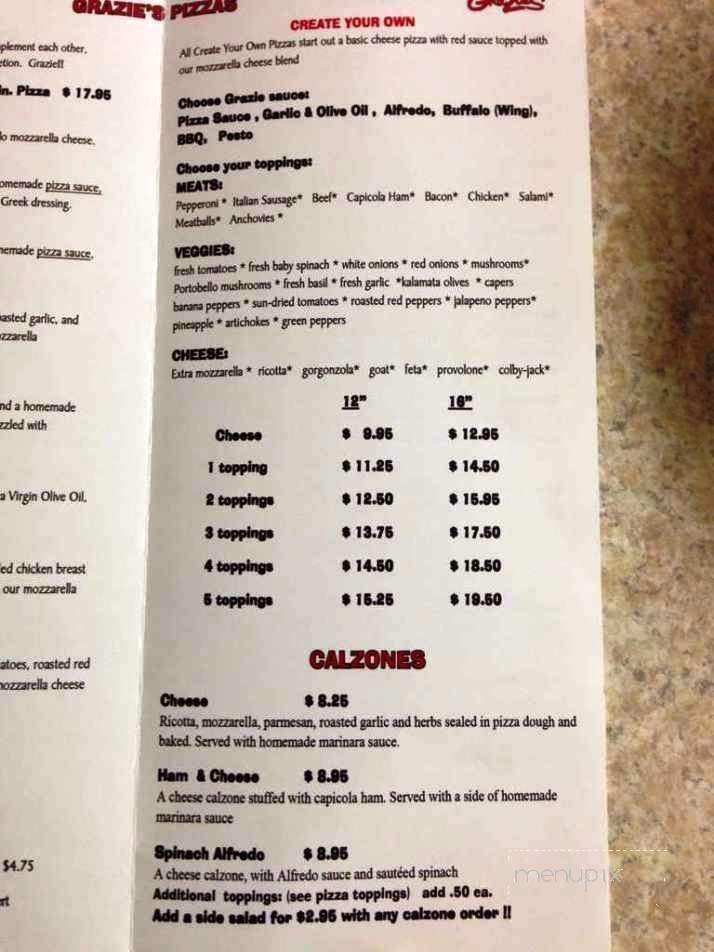 GRAZIE'S PIZZAS
plement each other,
etion. Grazie!!
in. Pizza $ 17.95
lo mozzarella cheese.
omemade pizza sauce,
Greek dressing.
nemade pizza sauce,
asted garlic, and
zzarella
nd a homemade
zzled with
a Virgin Olive Oil,
ed chicken breast
our mozzarella
atoes, roasted red
mozzarella cheese
$4.75
rt
CREATE YOUR OWN
All Create Your Own Pizzas start out a basic cheese pizza with red sauce topped with
our mozzarella cheese blend
Choose Grazie sauce:
Pizza Sauce , Garlic & Olive Oil , Alfredo, Buffalo (Wing),
BBQ, Pesto
Choose your toppings:
MEATS:
Pepperoni * Italian Sausage* Beef* Capicola Ham* Bacon* Chicken* Salami*
Meatballs* Anchovies *
VEGGIES:
fresh tomatoes * fresh baby spinach * white onions * red onions * mushrooms*
Portobello mushrooms * fresh basil * fresh garlic *kalamata olives * capers
banana peppers * sun-dried tomatoes * roasted red peppers * jalapeno peppers*
pineapple * artichokes * green peppers
CHEESE:
Extra mozzarella * ricotta* gorgonzola* goat* feta* provolone* colby-jack*
12" 16"
Cheese $ 9.95 $ 12.95
1 topping $ 11.25 $ 14.50
2 toppings $ 12.50 $ 15.95
3 toppings $ 13.75 $ 17.50
4 toppings $ 14.50 $ 18.50
5 toppings $ 15.25 $ 19.50
CALZONES
Cheese $ 8.25
Ricotta, mozzarella, parmesan, roasted garlic and herbs sealed in pizza dough and
baked. Served with homemade marinara sauce.
Ham & Cheese $ 8.95
A cheese calzone stuffed with capicola ham. Served with a side of homemade
marinara sauce
Spinach Alfredo $ 8.95
A cheese calzone, with Alfredo sauce and sautéed spinach
Additional toppings: (see pizza toppings) add .50 ea.
Add a side salad for $2.95 with any calzone order !!
menupix